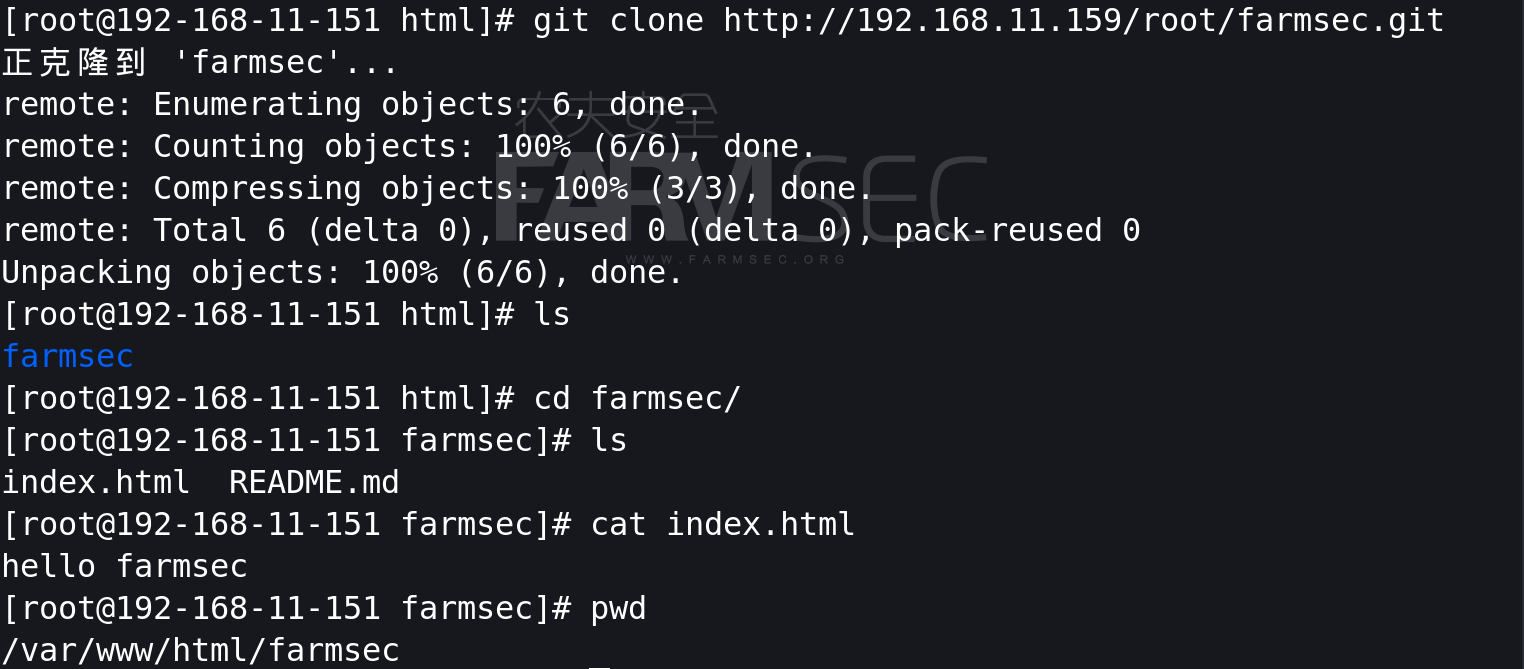 [root@192-168-11-151 html]# git clone http://192.168.11.159/root/farmsec.git
正克隆到 'farmsec'...
remote: Enumerating objects: 6, done.
农夫安全
remote: Counting objects: 100% (6/6), done.
remote: Compressing objects: 100% (3/3), done.
FARMSEC
remote: Total 6 (delta 0), reused 0 (delta 0), pack-reused 0
WWW.FARMSEC.ORG
Unpacking objects: 100% (6/6), done.
[root@192-168-11-151 html]# ls
farmsec
[root@192-168-11-151 html]# cd farmsec/
[root@192-168-11-151 farmsec]# ls
index.html  README.md
[root@192-168-11-151 farmsec]# cat index.html
hello farmsec
[root@192-168-11-151 farmsec]# pwd
/var/www/html/farmsec